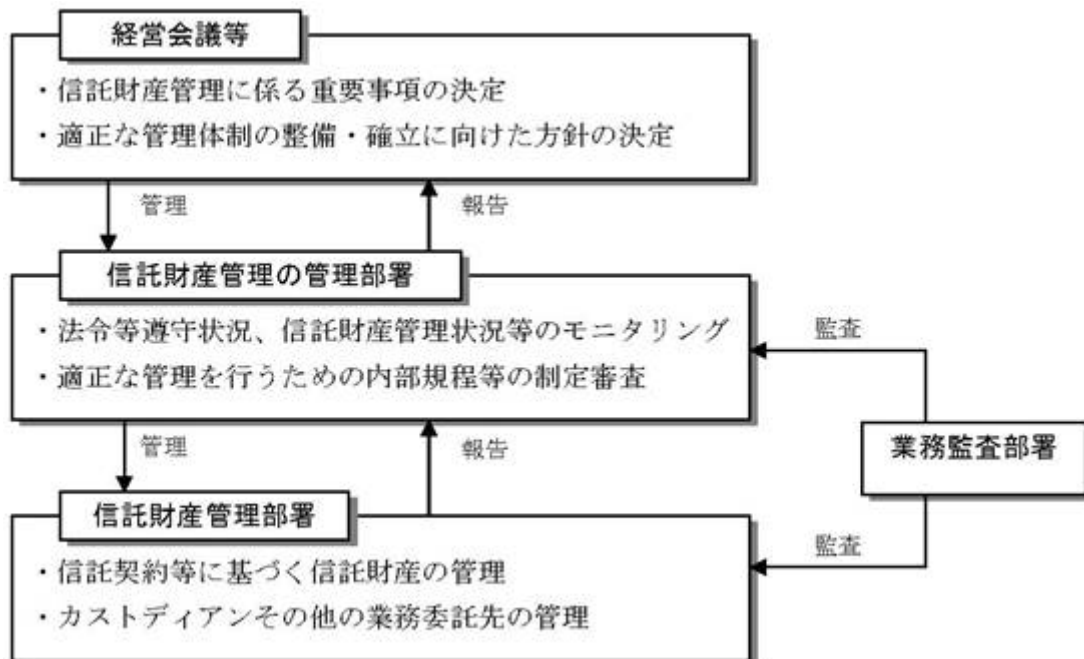 経営会議等
・信託財産管理に係る重要事項の決定
・適正な管理体制の整備・確立に向けた方針の決定
管理
報告
信託財産管理の管理部署
・法令等遵守状況、信託財産管理状況等のモニタリング
・適正な管理を行うための内部規程等の制定審査
監査
管理
報告
業務監査部署
信託財産管理部署
監査
・信託契約等に基づく信託財産の管理
・カストディアンその他の業務委託先の管理